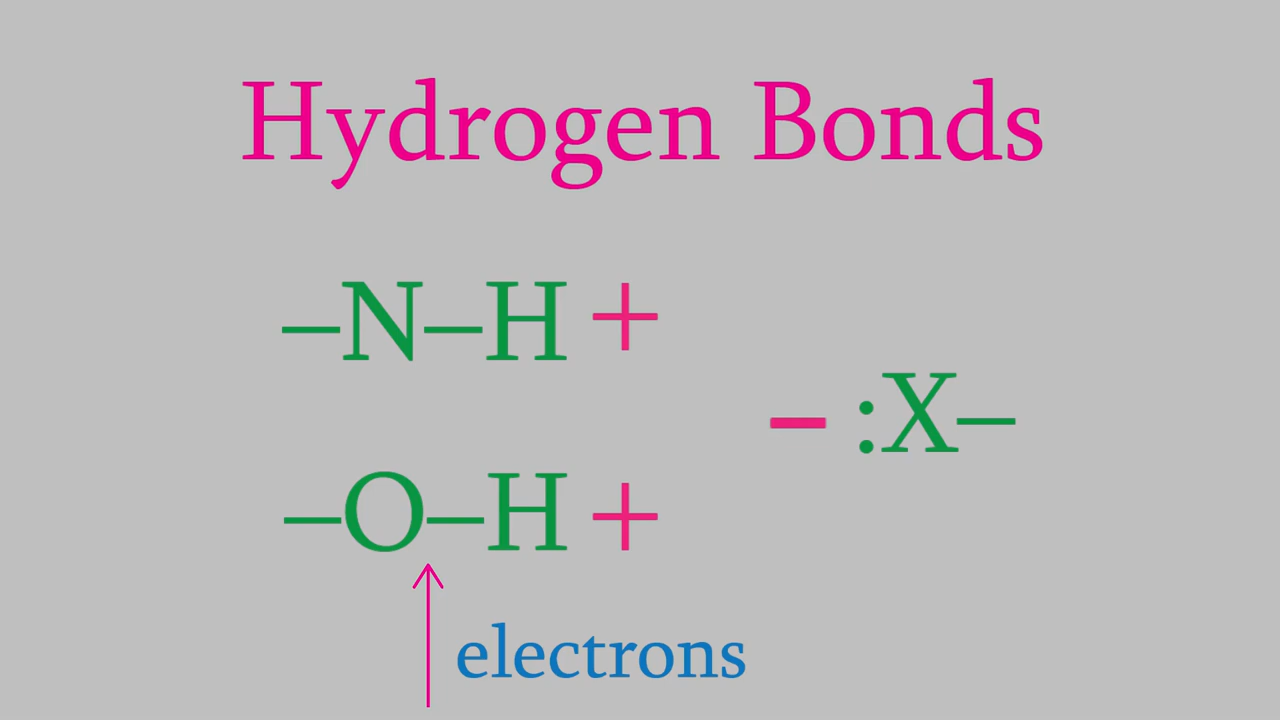 Hydrogen Bonds
–N–H +
– :X–
–O–H +
electrons